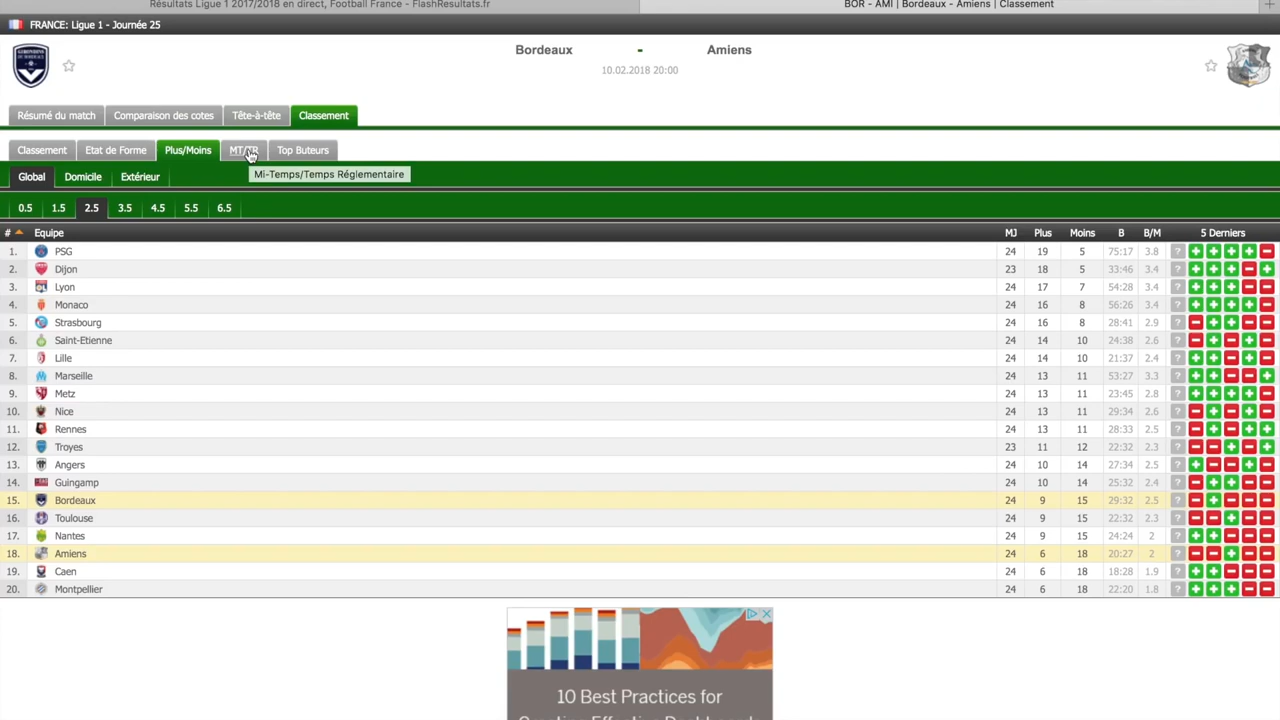 Résultats Ligue 1 2017/2018 en direct, Football France - FlashResultats.fr
BOR - AMI | Bordeaux - Amiens | Classement
FRANCE: Ligue 1 - Journée 25
Bordeaux - Amiens
10.02.2018 20:00
Résumé du match Comparaison des cotes Tête-à-tête Classement
Classement Etat de Forme Plus/Moins MT/TR Top Buteurs
Mi-Temps/Temps Réglementaire
Global Domicile Extérieur
0.5 1.5 2.5 3.5 4.5 5.5 6.5
# Equipe MJ Plus Moins B B/M 5 Derniers
1. PSG 24 19 5 75:17 3.8 ? + + + + -
2. Dijon 23 18 5 33:46 3.4 ? + + + - +
3. Lyon 24 17 7 54:28 3.4 ? + + + - -
4. Monaco 24 16 8 56:26 3.4 ? + + + + -
5. Strasbourg 24 16 8 28:41 2.9 ? - + + - -
6. Saint-Etienne 24 14 10 24:38 2.6 ? - + - + -
7. Lille 24 14 10 21:37 2.4 ? + + - + -
8. Marseille 24 13 11 53:27 3.3 ? + + - - +
9. Metz 24 13 11 23:45 2.8 ? + + + + -
10. Nice 24 13 11 29:34 2.6 ? - + - + -
11. Rennes 24 13 11 28:33 2.5 ? - + - + +
12. Troyes 23 11 12 22:32 2.3 ? - - + - +
13. Angers 24 10 14 27:34 2.5 ? + - - + -
14. Guingamp 24 10 14 25:32 2.4 ? - + + - -
15. Bordeaux 24 9 15 29:32 2.5 ? - + - - -
16. Toulouse 24 9 15 22:32 2.3 ? - - + - -
17. Nantes 24 9 15 24:24 2 ? + + - - -
18. Amiens 24 6 18 20:27 2 ? - - + - -
19. Caen 24 6 18 18:28 1.9 ? + + - - -
20. Montpellier 24 6 18 22:20 1.8 ? + + + - -
10 Best Practices for